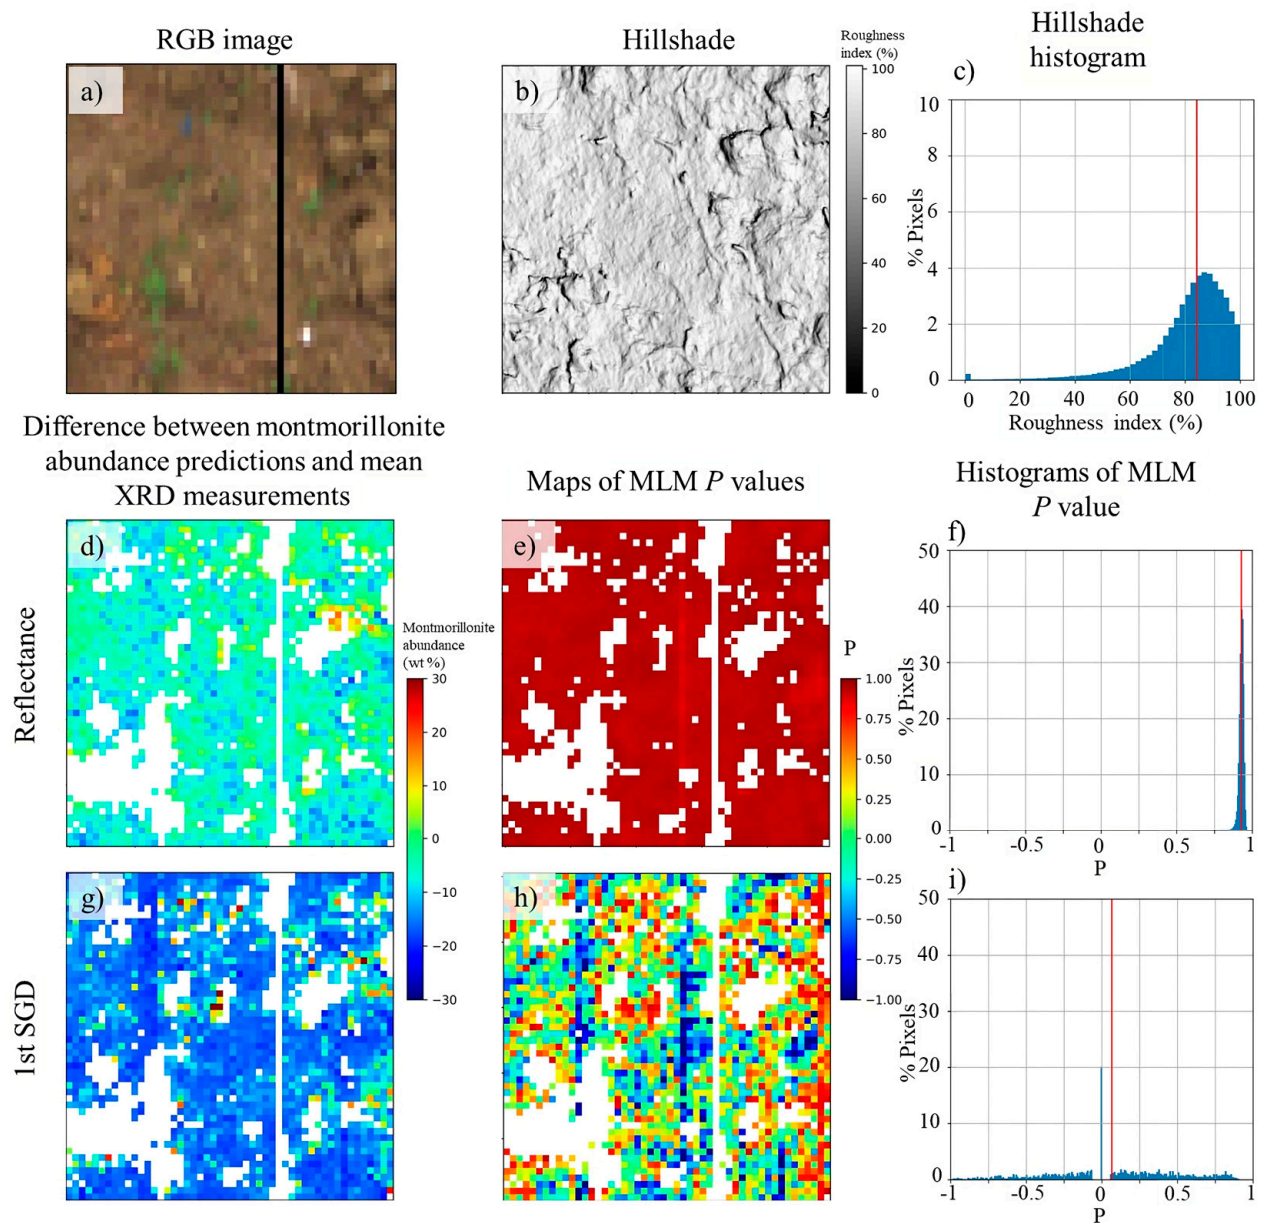 RGB image
Hillshade
Roughness
index (%)
Hillshade
histogram
a)
b)
c)
100
80
60
40
20
0
10
8
6
4
2
0
% Pixels
0 20 40 60 80 100
Roughness index (%)
Difference between montmorillonite
abundance predictions and mean
XRD measurements
Maps of MLM P values
Histograms of MLM
P value
Reflectance
d)
e)
f)
Montmorillonite
abundance
(wt %)
30
20
10
0
−10
−20
−30
P
1.00
0.75
0.50
0.25
0.00
−0.25
−0.50
−0.75
−1.00
50
40
30
20
10
0
% Pixels
-1 -0.5 0 0.5 1
P
1st SGD
g)
h)
i)
50
40
30
20
10
0
% Pixels
-1 -0.5 0 0.5 1
P